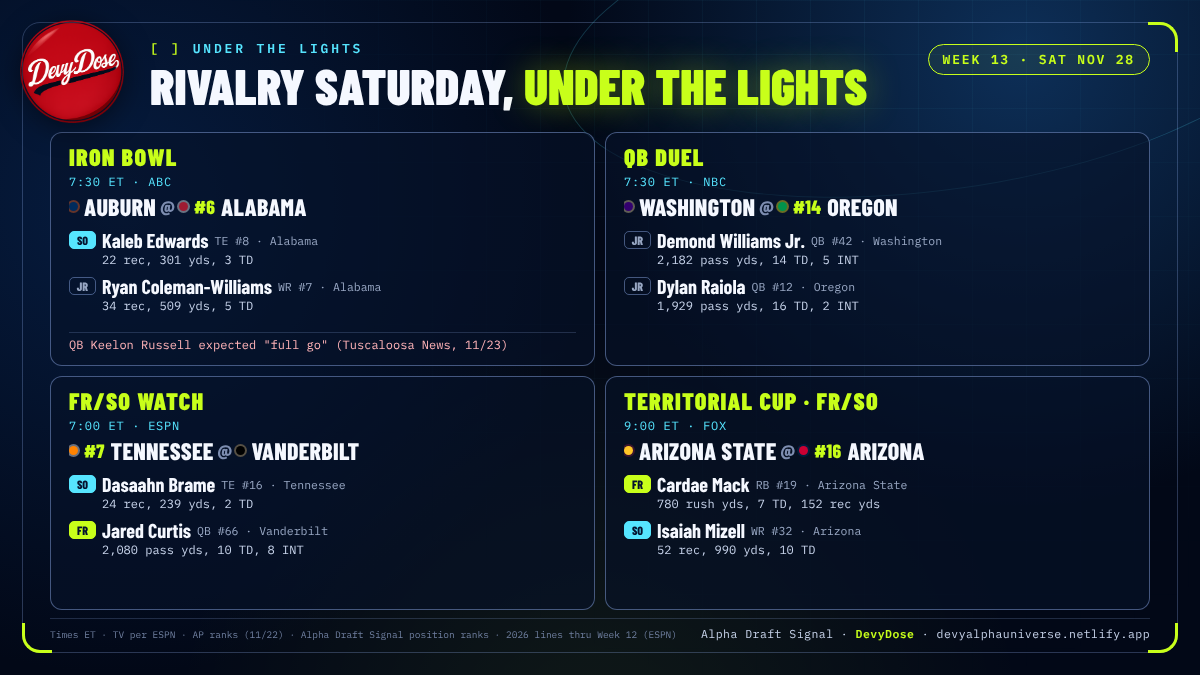 DevyDose
[ ] UNDER THE LIGHTS
RIVALRY SATURDAY, UNDER THE LIGHTS
WEEK 13 · SAT NOV 28
IRON BOWL
7:30 ET · ABC
AUBURN @ #6 ALABAMA
SO Kaleb Edwards TE #8 · Alabama
22 rec, 301 yds, 3 TD
JR Ryan Coleman-Williams WR #7 · Alabama
34 rec, 509 yds, 5 TD
QB Keelon Russell expected "full go" (Tuscaloosa News, 11/23)
QB DUEL
7:30 ET · NBC
WASHINGTON @ #14 OREGON
JR Demond Williams Jr. QB #42 · Washington
2,182 pass yds, 14 TD, 5 INT
JR Dylan Raiola QB #12 · Oregon
1,929 pass yds, 16 TD, 2 INT
FR/SO WATCH
7:00 ET · ESPN
#7 TENNESSEE @ VANDERBILT
SO Dasaahn Brame TE #16 · Tennessee
24 rec, 239 yds, 2 TD
FR Jared Curtis QB #66 · Vanderbilt
2,080 pass yds, 10 TD, 8 INT
TERRITORIAL CUP · FR/SO
9:00 ET · FOX
ARIZONA STATE @ #16 ARIZONA
FR Cardae Mack RB #19 · Arizona State
780 rush yds, 7 TD, 152 rec yds
SO Isaiah Mizell WR #32 · Arizona
52 rec, 990 yds, 10 TD
Times ET · TV per ESPN · AP ranks (11/22) · Alpha Draft Signal position ranks · 2026 lines thru Week 12 (ESPN)
Alpha Draft Signal · DevyDose · devyalphauniverse.netlify.app